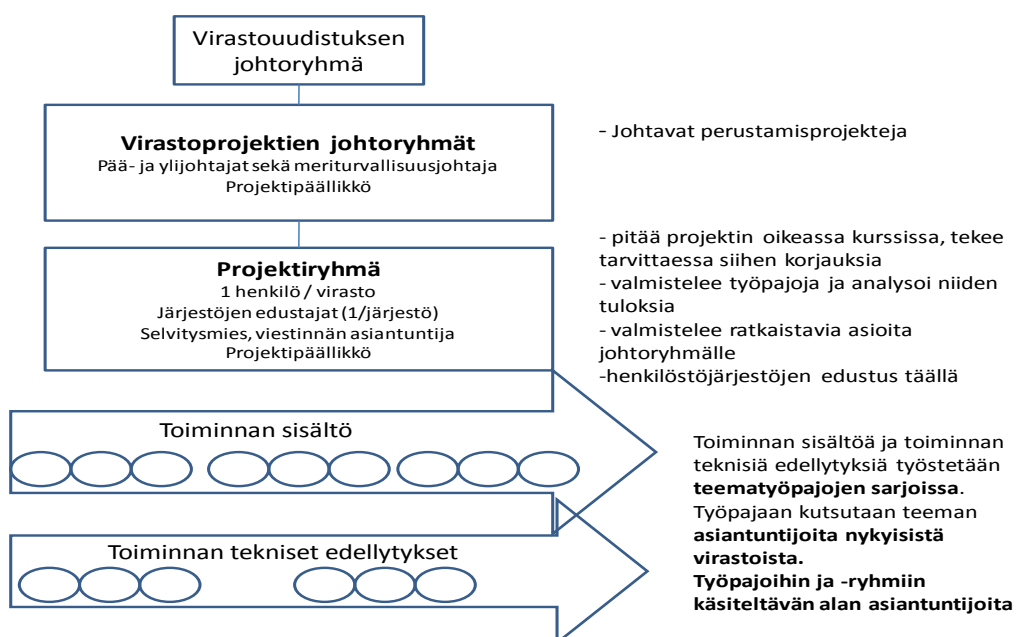 Virastouudistuksen
johtoryhmä
Virastoprojektien johtoryhmät
Pää- ja ylijohtajat sekä meriturvallisuusjohtaja
Projektipäällikkö
- Johtavat perustamisprojekteja
Projektiryhmä
1 henkilö / virasto
Järjestöjen edustajat (1/järjestö)
Selvitysmies, viestinnän asiantuntija
Projektipäällikkö
- pitää projektin oikeassa kurssissa, tekee
tarvittaessa siihen korjauksia
- valmistelee työpajoja ja analysoi niiden
tuloksia
- valmistelee ratkaistavia asioita
johtoryhmälle
-henkilöstöjärjestöjen edustus täällä
Toiminnan sisältö
Toiminnan tekniset edellytykset
Toiminnan sisältöä ja toiminnan
teknisiä edellytyksiä työstetään
teematyöpajojen sarjoissa.
Työpajaan kutsutaan teeman
asiantuntijoita nykyisistä
virastoista.
Työpajoihin ja -ryhmiin
käsiteltävän alan asiantuntijoita